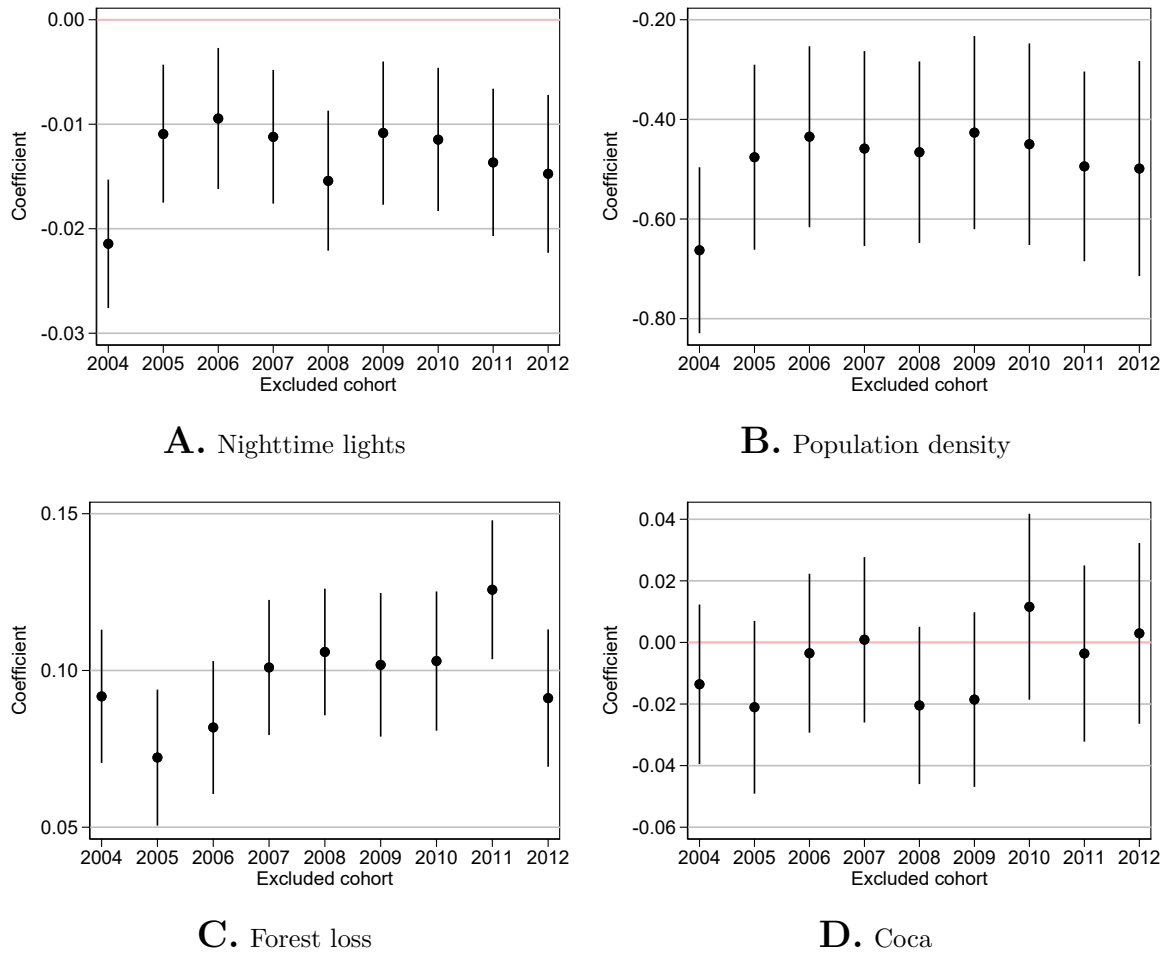 0.00
-0.01
-0.02
-0.03
Coefficient
2004 2005 2006 2007 2008 2009 2010 2011 2012
Excluded cohort
A. Nighttime lights
-0.20
-0.40
-0.60
-0.80
Coefficient
2004 2005 2006 2007 2008 2009 2010 2011 2012
Excluded cohort
B. Population density
0.15
0.10
0.05
Coefficient
2004 2005 2006 2007 2008 2009 2010 2011 2012
Excluded cohort
C. Forest loss
0.04
0.02
0.00
-0.02
-0.04
-0.06
Coefficient
2004 2005 2006 2007 2008 2009 2010 2011 2012
Excluded cohort
D. Coca